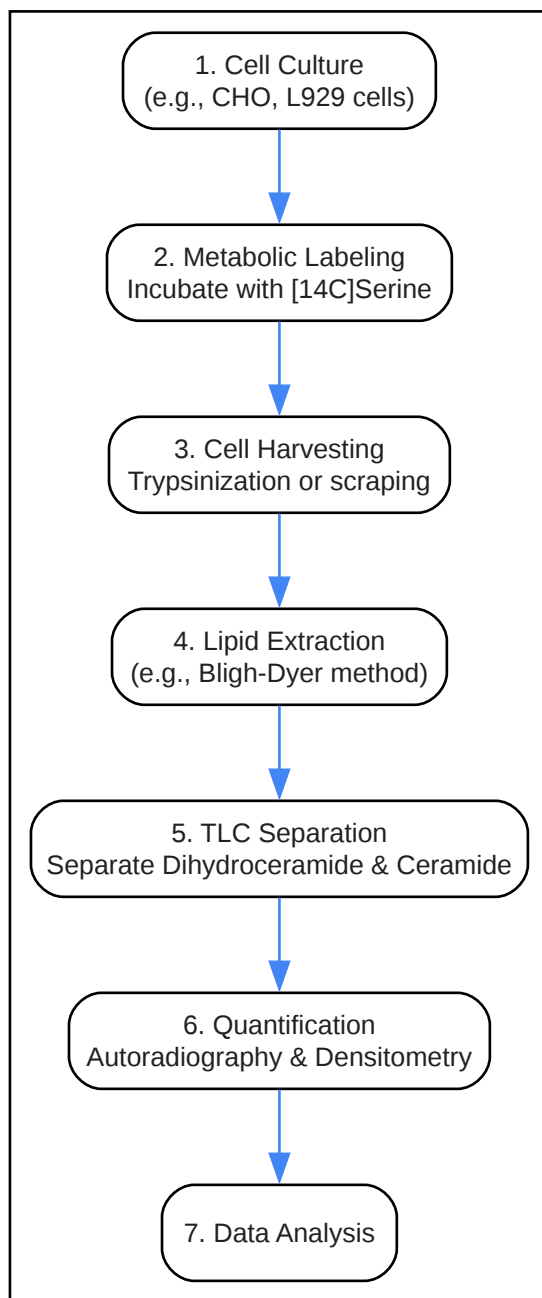 1. Cell Culture
(e.g., CHO, L929 cells)
2. Metabolic Labeling
Incubate with [14C]Serine
3. Cell Harvesting
Trypsinization or scraping
4. Lipid Extraction
(e.g., Bligh-Dyer method)
5. TLC Separation
Separate Dihydroceramide & Ceramide
6. Quantification
Autoradiography & Densitometry
7. Data Analysis